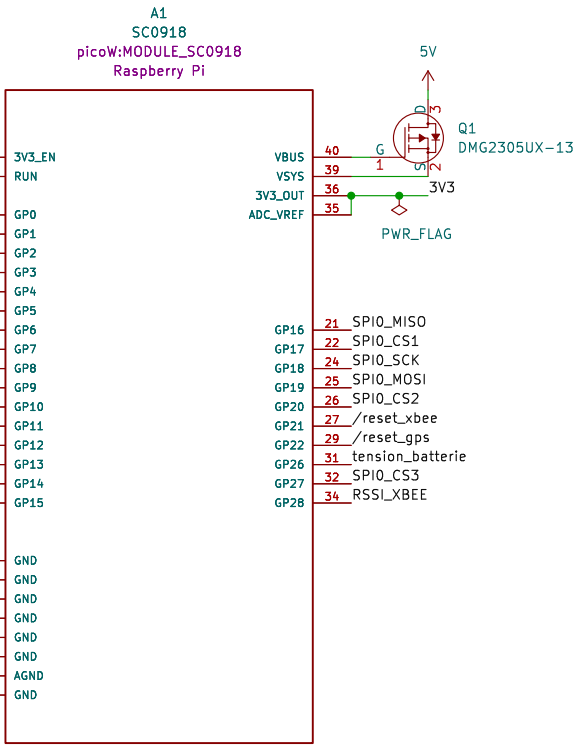 A1
SC0918
picoW:MODULE_SC0918
Raspberry Pi
5V
D
3
Q1
DMG2305UX-13
G
1
S
2
3V3_EN
RUN
GP0
GP1
GP2
GP3
GP4
GP5
GP6
GP7
GP8
GP9
GP10
GP11
GP12
GP13
GP14
GP15
GND
GND
GND
GND
GND
GND
AGND
GND
VBUS 40
VSYS 39
3V3_OUT 36 3V3
ADC_VREF 35
PWR_FLAG
GP16 21 SPI0_MISO
GP17 22 SPI0_CS1
GP18 24 SPI0_SCK
GP19 25 SPI0_MOSI
GP20 26 SPI0_CS2
GP21 27 /reset_xbee
GP22 29 /reset_gps
GP26 31 tension_batterie
GP27 32 SPI0_CS3
GP28 34 RSSI_XBEE